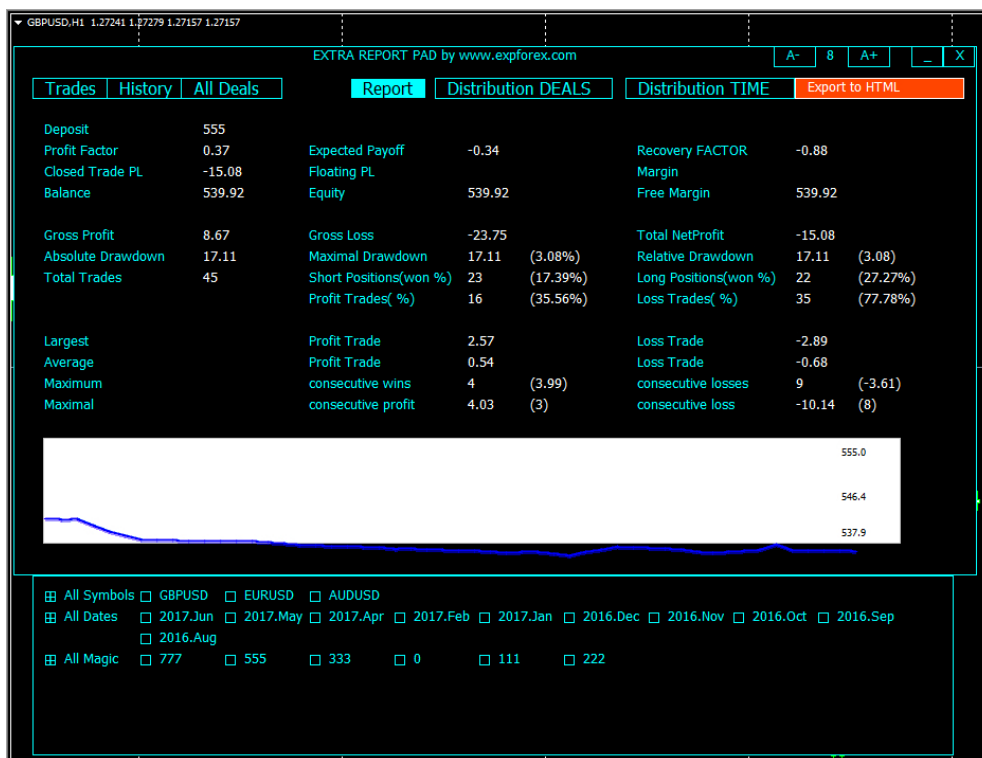 GBPUSD,H1 1.27241 1.27279 1.27157 1.27157
EXTRA REPORT PAD by www.expforex.com A- 8 A+ _ X
Trades History All Deals Report Distribution DEALS Distribution TIME Export to HTML
Deposit 555
Profit Factor 0.37 Expected Payoff -0.34 Recovery FACTOR -0.88
Closed Trade PL -15.08 Floating PL Margin
Balance 539.92 Equity 539.92 Free Margin 539.92
Gross Profit 8.67 Gross Loss -23.75 Total NetProfit -15.08
Absolute Drawdown 17.11 Maximal Drawdown 17.11 (3.08%) Relative Drawdown 17.11 (3.08)
Total Trades 45 Short Positions(won %) 23 (17.39%) Long Positions(won %) 22 (27.27%)
Profit Trades( %) 16 (35.56%) Loss Trades( %) 35 (77.78%)
Largest Profit Trade 2.57 Loss Trade -2.89
Average Profit Trade 0.54 Loss Trade -0.68
Maximum consecutive wins 4 (3.99) consecutive losses 9 (-3.61)
Maximal consecutive profit 4.03 (3) consecutive loss -10.14 (8)
555.0
546.4
537.9
All Symbols GBPUSD EURUSD AUDUSD
All Dates 2017.Jun 2017.May 2017.Apr 2017.Feb 2017.Jan 2016.Dec 2016.Nov 2016.Oct 2016.Sep
2016.Aug
All Magic 777 555 333 0 111 222